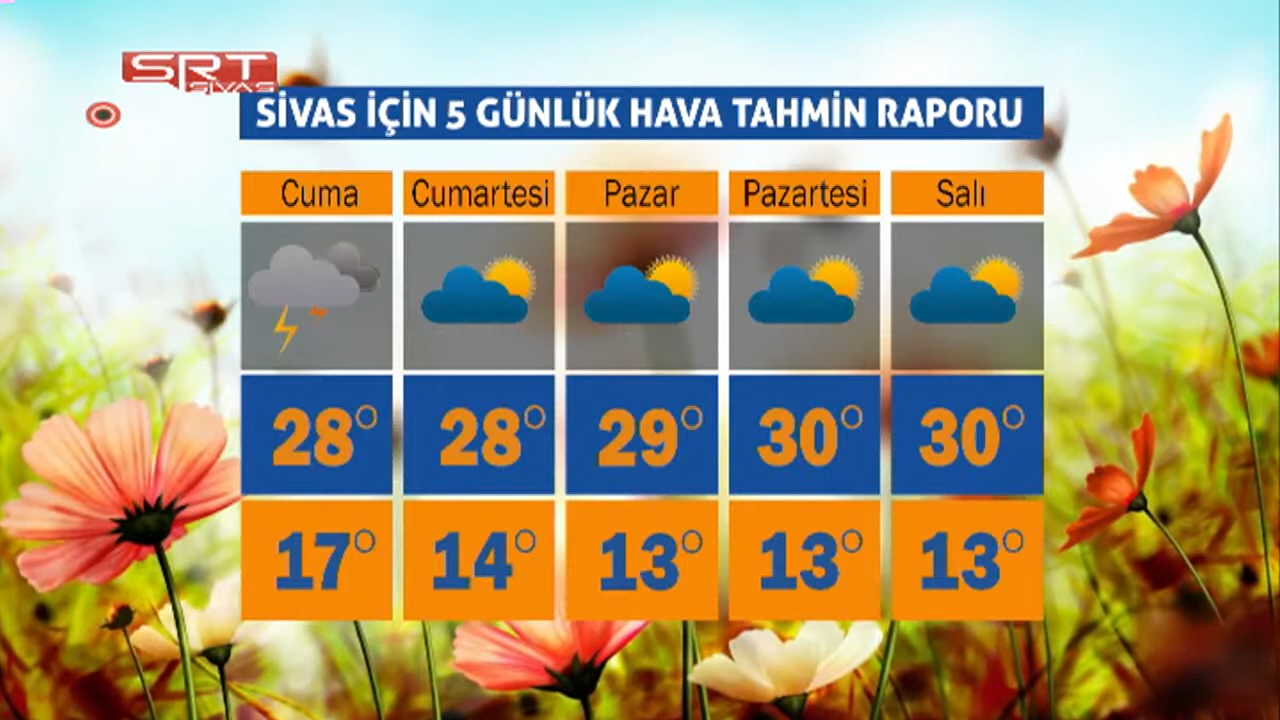 SRT
SİVAS
SİVAS İÇİN 5 GÜNLÜK HAVA TAHMİN RAPORU
Cuma Cumartesi Pazar Pazartesi Salı
28° 28° 29° 30° 30°
17° 14° 13° 13° 13°